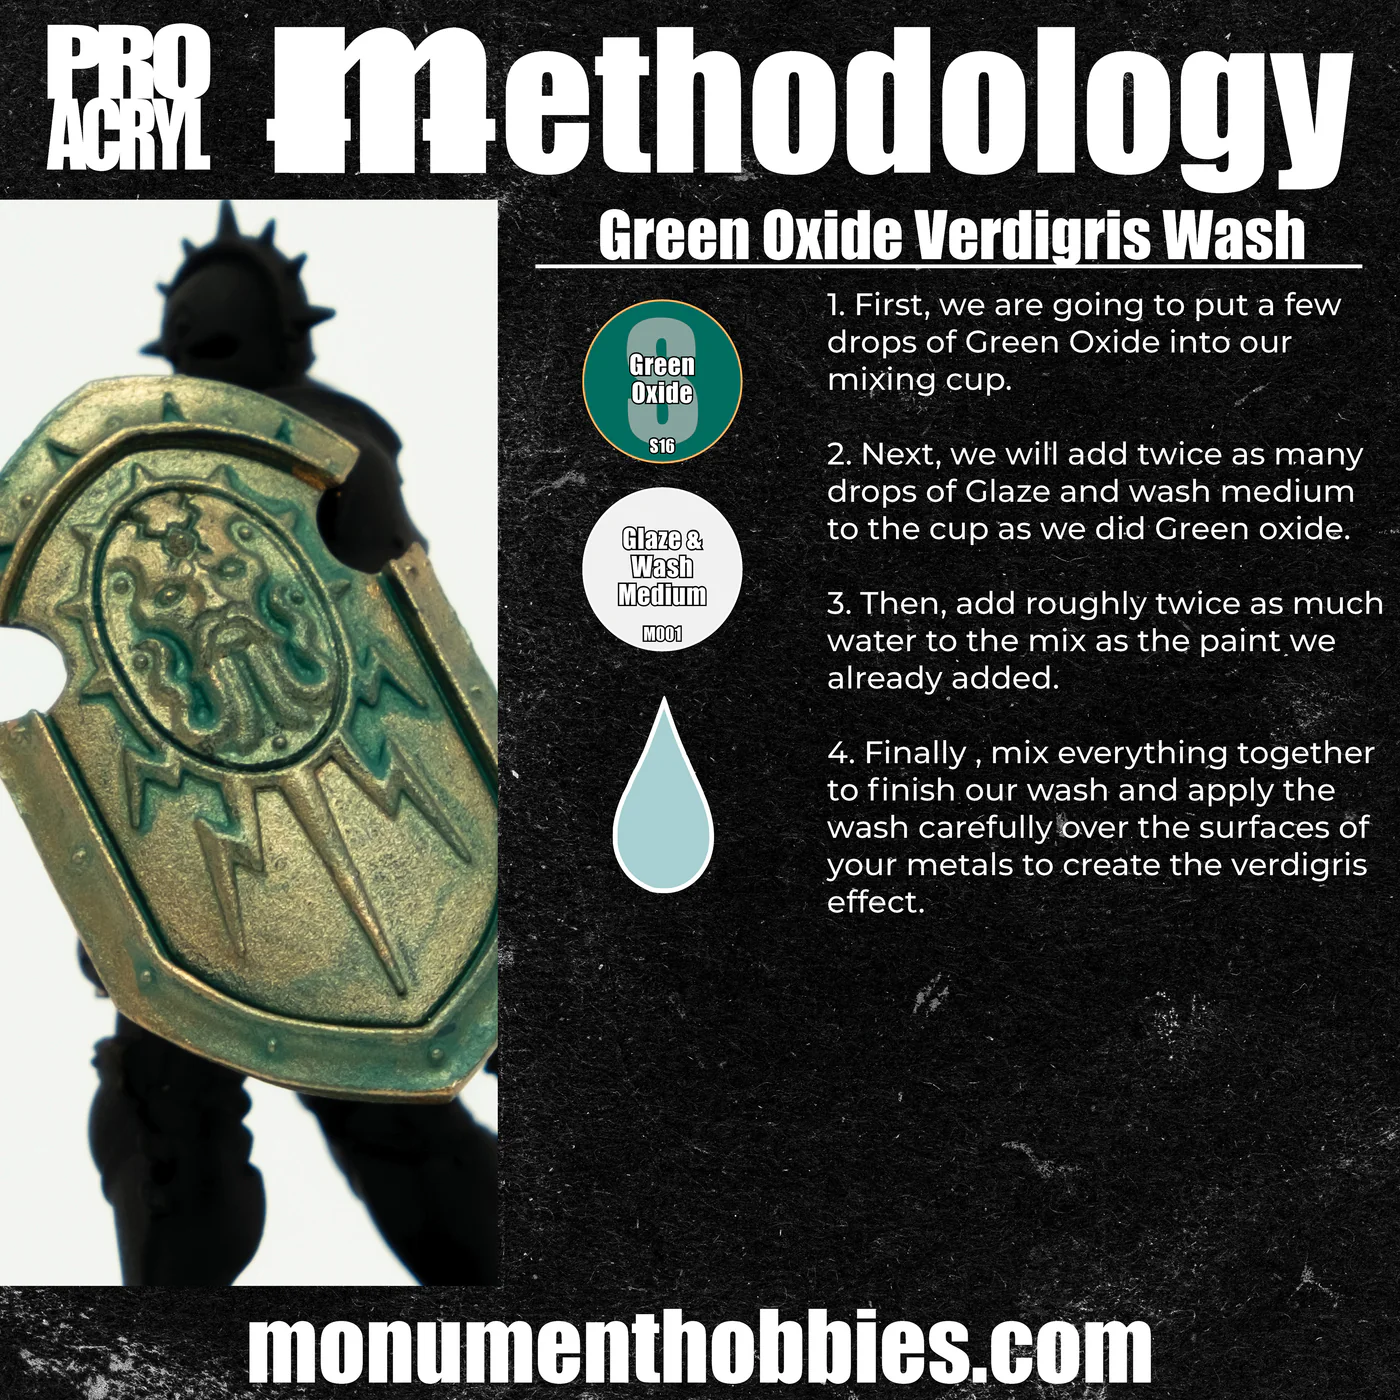 PRO
ACRYL
Methodology
Green Oxide Verdigris Wash
S
Green
Oxide
S16
Glaze &
Wash
Medium
M001
1. First, we are going to put a few
drops of Green Oxide into our
mixing cup.
2. Next, we will add twice as many
drops of Glaze and wash medium
to the cup as we did Green oxide.
3. Then, add roughly twice as much
water to the mix as the paint we
already added.
4. Finally , mix everything together
to finish our wash and apply the
wash carefully over the surfaces of
your metals to create the verdigris
effect.
monumenthobbies.com